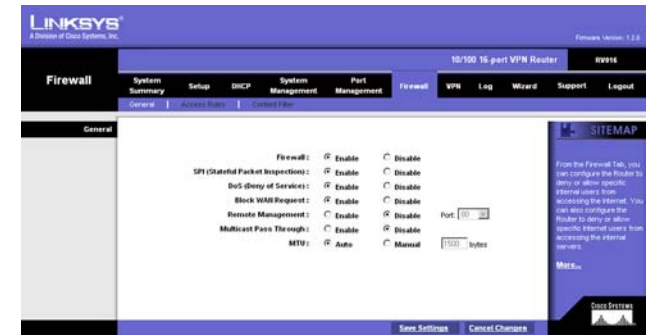 LINKSYS®
A Division of Cisco Systems, Inc.
Firmware Version: 1.2.0
10/100 16-port VPN Router RV016
Firewall
System Summary Setup DHCP System Management Port Management Firewall VPN Log Wizard Support Logout
General | Access Rules | Content Filter
General
SITEMAP
Firewall : Enable Disable
SPI (Stateful Packet Inspection) : Enable Disable
DoS (Deny of Service) : Enable Disable
Block WAN Request : Enable Disable
Remote Management : Enable Disable Port: 80
Multicast Pass Through : Enable Disable
MTU : Auto Manual 1500 bytes
From the Firewall Tab, you
can configure the Router to
deny or allow specific
internal users from
accessing the Internet. You
can also configure the
Router to deny or allow
specific Internet users from
accessing the internal
servers.
More...
Save Settings Cancel Changes
CISCO SYSTEMS